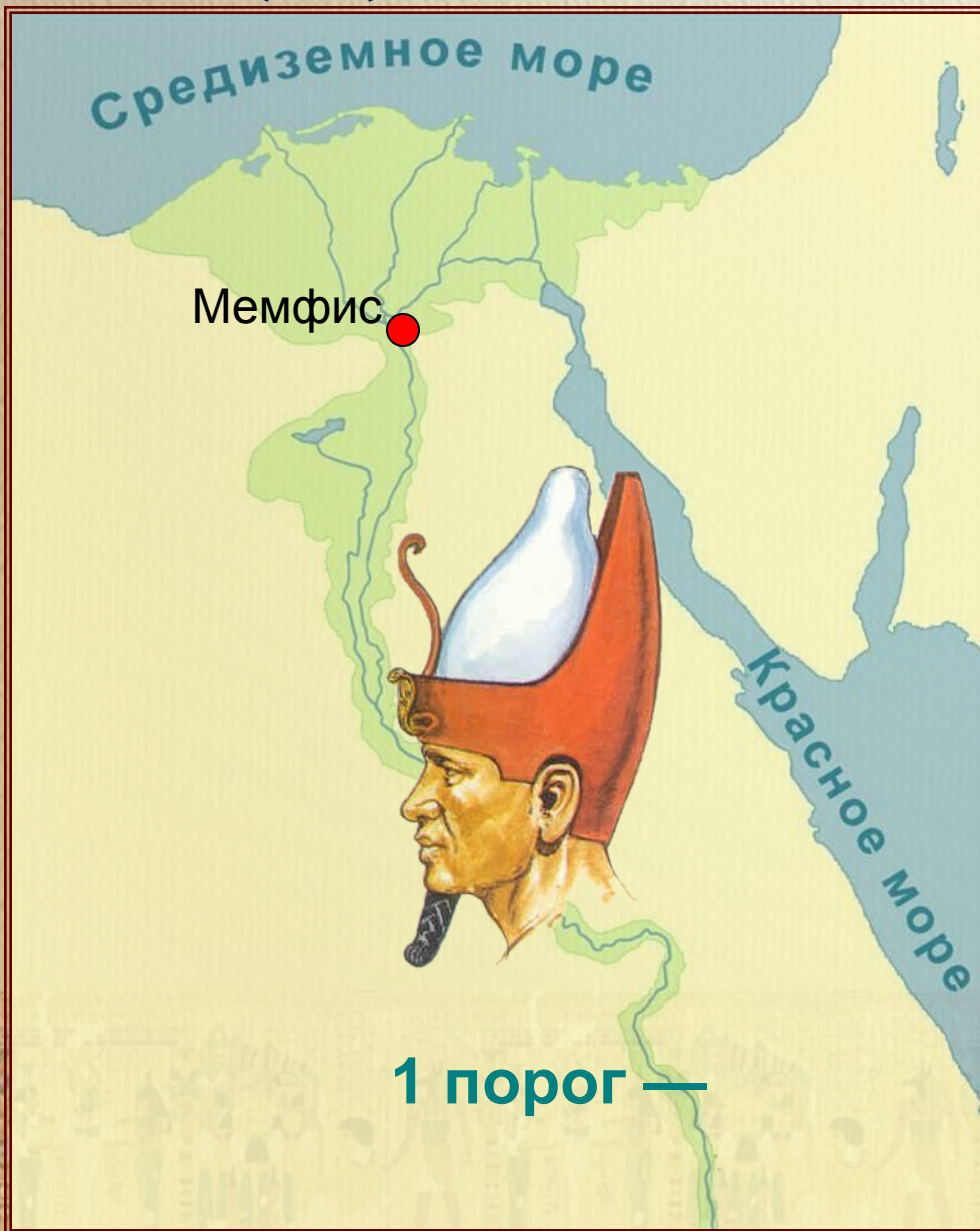 Средиземное море
Мемфис
Красное море
1 порог